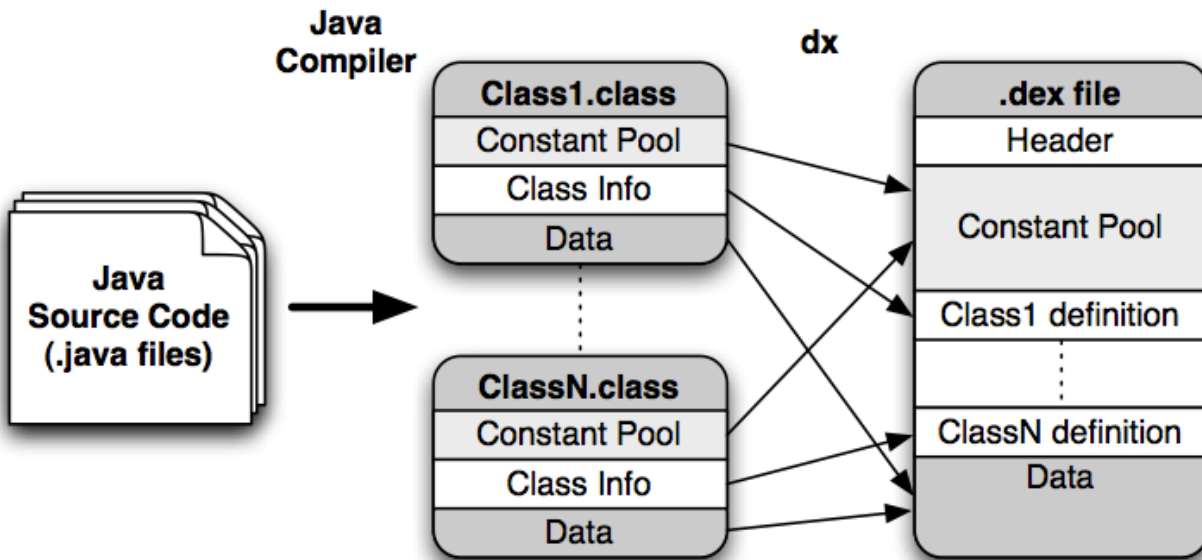 Java
Compiler
dx
Java
Source Code
(.java files)
Class1.class
Constant Pool
Class Info
Data
ClassN.class
Constant Pool
Class Info
Data
.dex file
Header
Constant Pool
Class1 definition
ClassN definition
Data